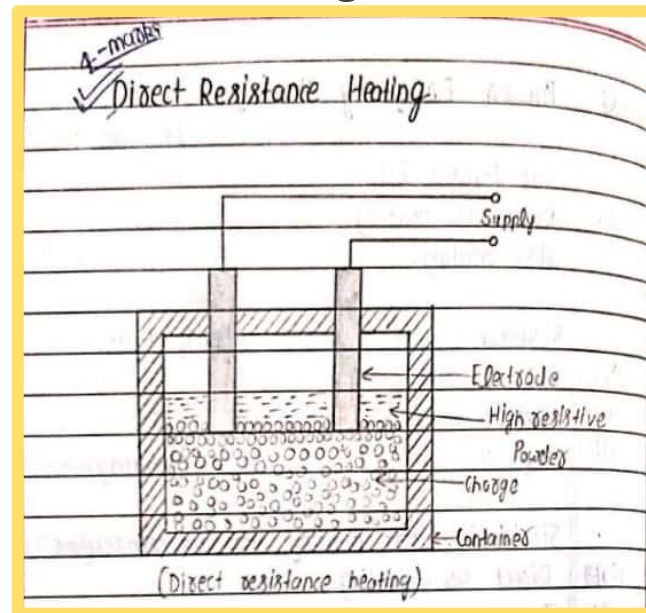 4-marks
Direct Resistance Heating
Supply
Electrode
High resistive
Powder
Charge
Container
(Direct resistance heating)